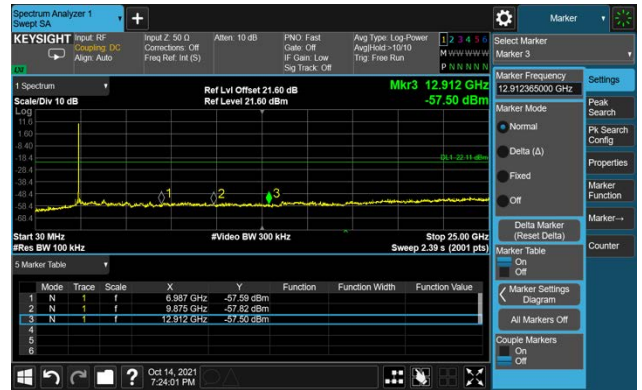 Spectrum Analyzer 1
Swept SA
Marker
KEYSIGHT Input: RF
Coupling: DC
Align: Auto
Input Z: 50 Ω
Corrections: Off
Freq Ref: Int (S)
Atten: 10 dB
PNO: Fast
Gate: Off
IF Gain: Low
Sig Track: Off
Avg Type: Log-Power
Avg|Hold:>10/10
Trig: Free Run
1 2 3 4 5 6
M W W W W W
P N N N N N
Select Marker
Marker 3
1 Spectrum
Scale/Div 10 dB
Log
Ref Lvl Offset 21.60 dB
Ref Level 21.60 dBm
Mkr3 12.912 GHz
-57.50 dBm
11.6
1.60
-8.40
-18.4
-28.4
-38.4
-48.4
-58.4
-68.4
DL1 -22.11 dBm
1
2
3
Start 30 MHz
#Res BW 100 kHz
#Video BW 300 kHz
Stop 25.00 GHz
Sweep 2.39 s (2001 pts)
5 Marker Table
Mode Trace Scale X Y Function Function Width Function Value
1 N 1 f 6.987 GHz -57.59 dBm
2 N 1 f 9.875 GHz -57.82 dBm
3 N 1 f 12.912 GHz -57.50 dBm
4
5
6
Marker Frequency
12.912365000 GHz
Marker Mode
Normal
Delta (Δ)
Fixed
Off
Delta Marker
(Reset Delta)
Marker Table
On
Off
Marker Settings
Diagram
All Markers Off
Couple Markers
On
Off
Settings
Peak
Search
Pk Search
Config
Properties
Marker
Function
Marker→
Counter
Oct 14, 2021
7:24:01 PM